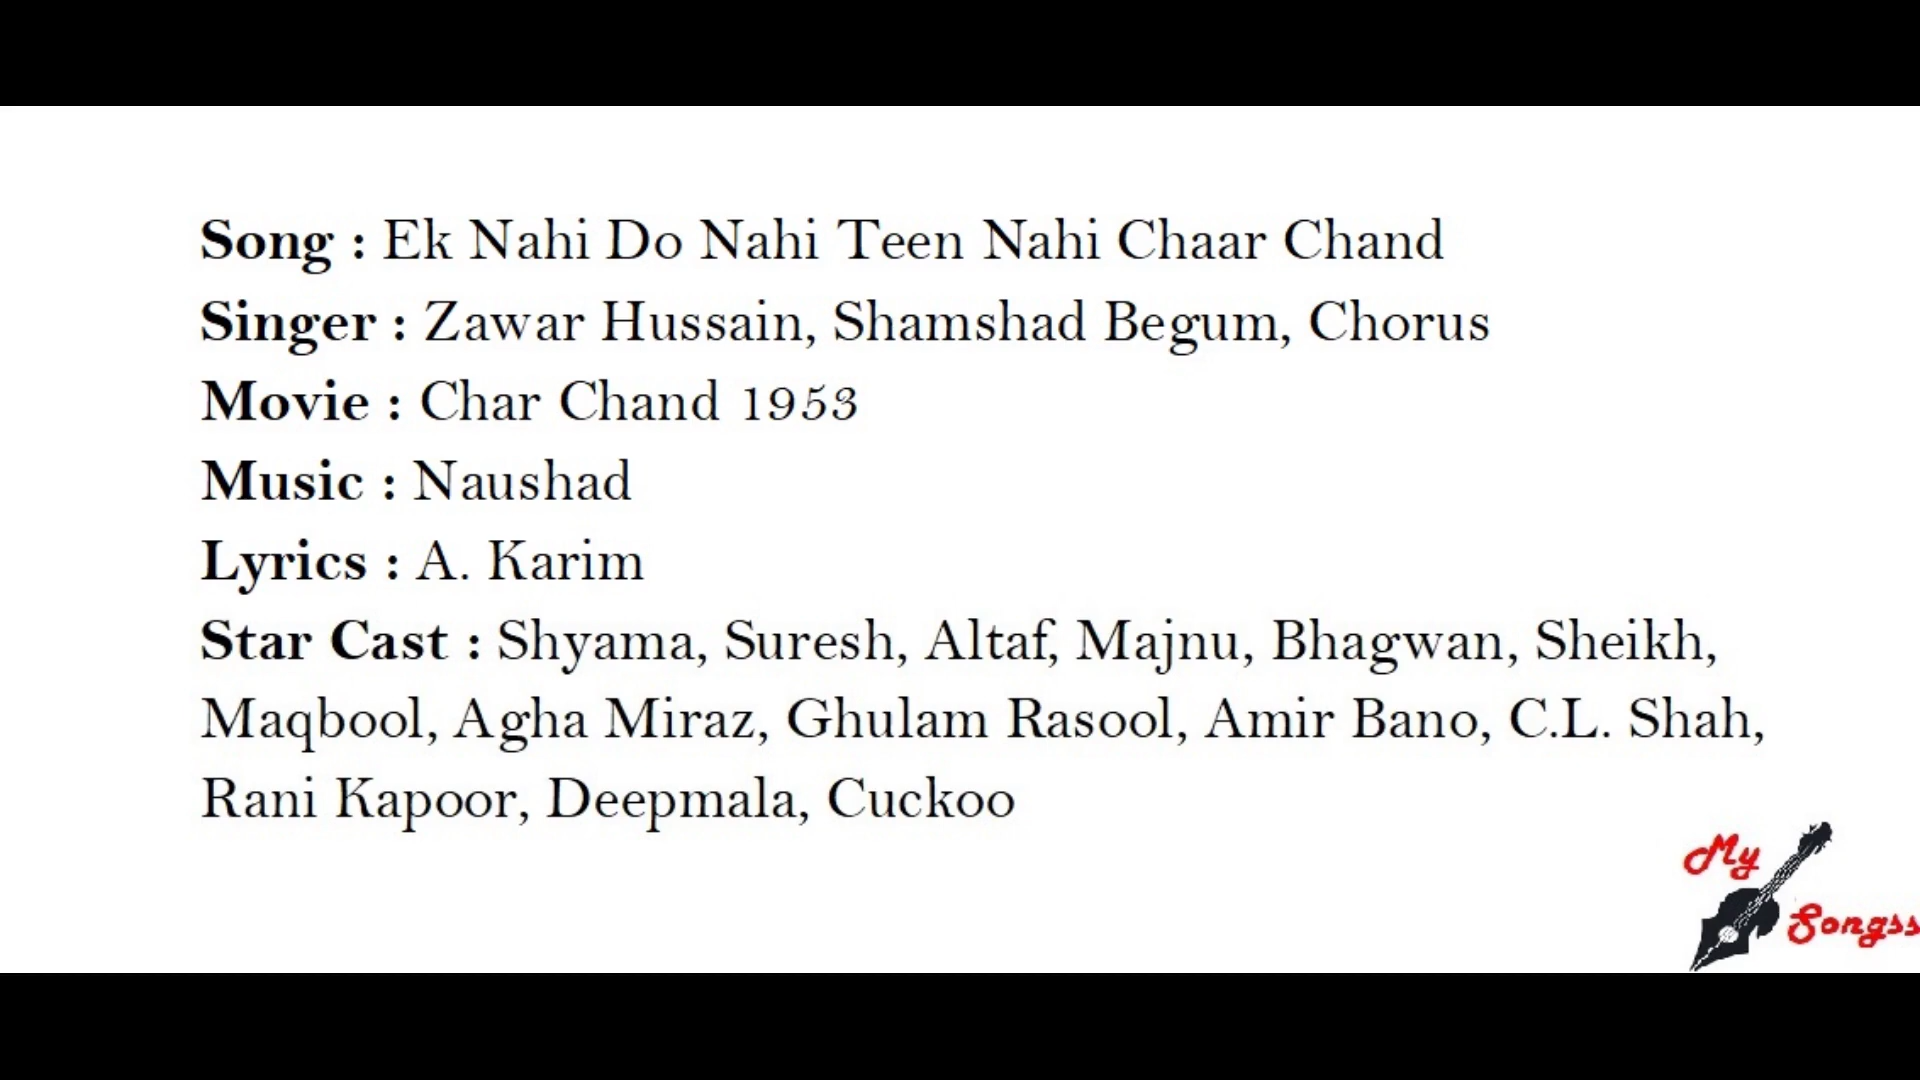 Song : Ek Nahi Do Nahi Teen Nahi Chaar Chand
Singer : Zawar Hussain, Shamshad Begum, Chorus
Movie : Char Chand 1953
Music : Naushad
Lyrics : A. Karim
Star Cast : Shyama, Suresh, Altaf, Majnu, Bhagwan, Sheikh,
Maqbool, Agha Miraz, Ghulam Rasool, Amir Bano, C.L. Shah,
Rani Kapoor, Deepmala, Cuckoo
My
Songss